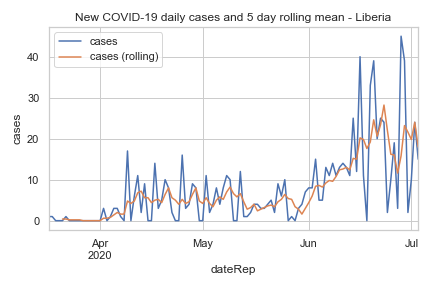 New COVID-19 daily cases and 5 day rolling mean - Liberia
cases
cases (rolling)
40
30
20
10
0
cases
Apr
2020
May
Jun
Jul
dateRep